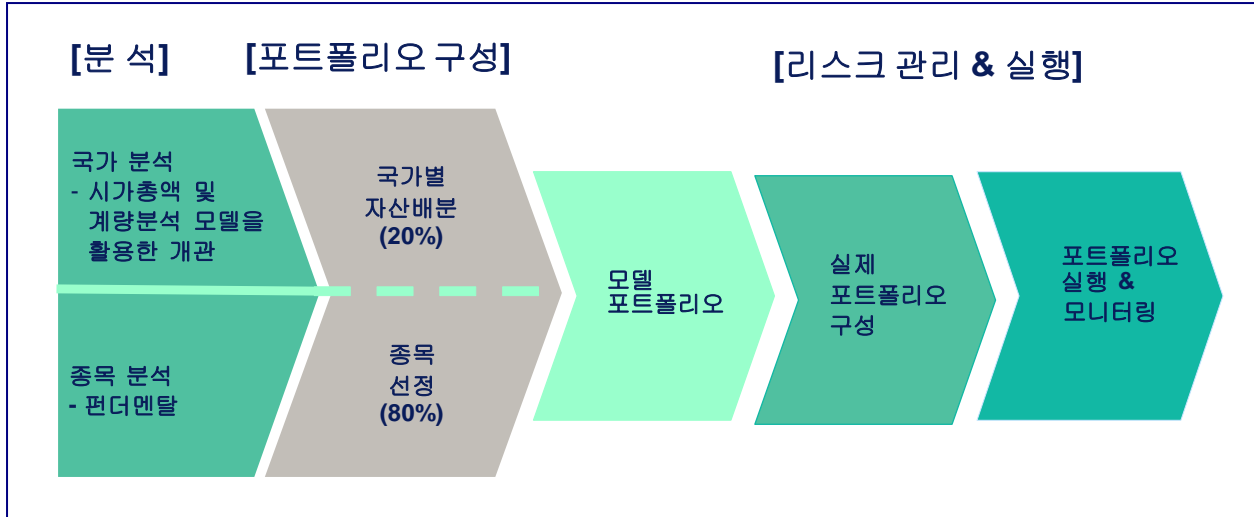 [분 석]
[포트폴리오 구성]
[리스크 관리 & 실행]
국가 분석
- 시가총액 및
계량분석 모델을
활용한 개관
종목 분석
- 펀더멘탈
국가별
자산배분
(20%)
종목
선정
(80%)
모델
포트폴리오
실제
포트폴리오
구성
포트폴리오
실행 &
모니터링